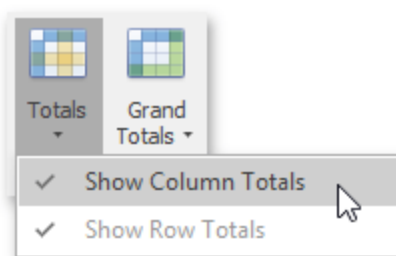 Totals
Grand
Totals
Show Column Totals
Show Row Totals